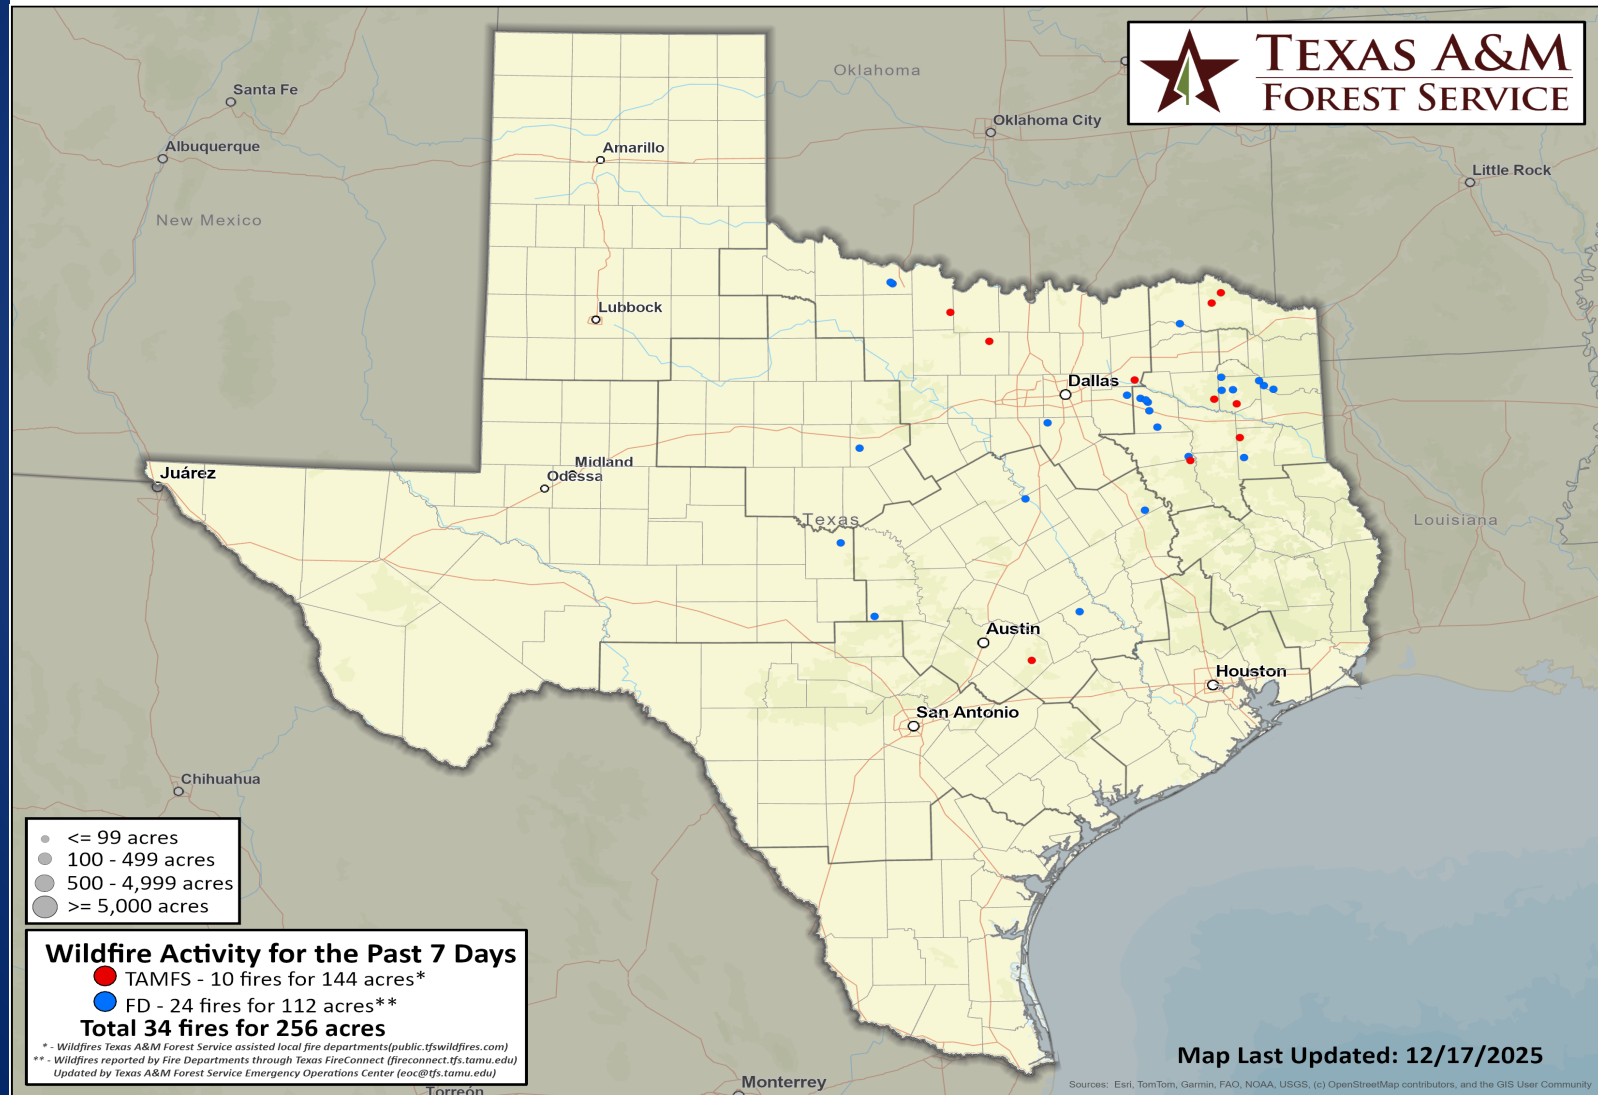 TEXAS A&M
FOREST SERVICE
Oklahoma
Santa Fe
Oklahoma City
Albuquerque
Amarillo
Little Rock
New Mexico
Lubbock
Dallas
Midland
Juárez
Odessa
Texas
Louisiana
Austin
Houston
San Antonio
Chihuahua
<= 99 acres
100 - 499 acres
500 - 4,999 acres
>= 5,000 acres
Wildfire Activity for the Past 7 Days
TAMFS - 10 fires for 144 acres*
FD - 24 fires for 112 acres**
Total 34 fires for 256 acres
* - Wildfires Texas A&M Forest Service assisted local fire departments(public.tfswildfires.com)
** - Wildfires reported by Fire Departments through Texas FireConnect (fireconnect.tfs.tamu.edu)
Updated by Texas A&M Forest Service Emergency Operations Center (eoc@tfs.tamu.edu)
Map Last Updated: 12/17/2025
Monterrey
Sources: Esri, TomTom, Garmin, FAO, NOAA, USGS, (c) OpenStreetMap contributors, and the GIS User Community
Torreón